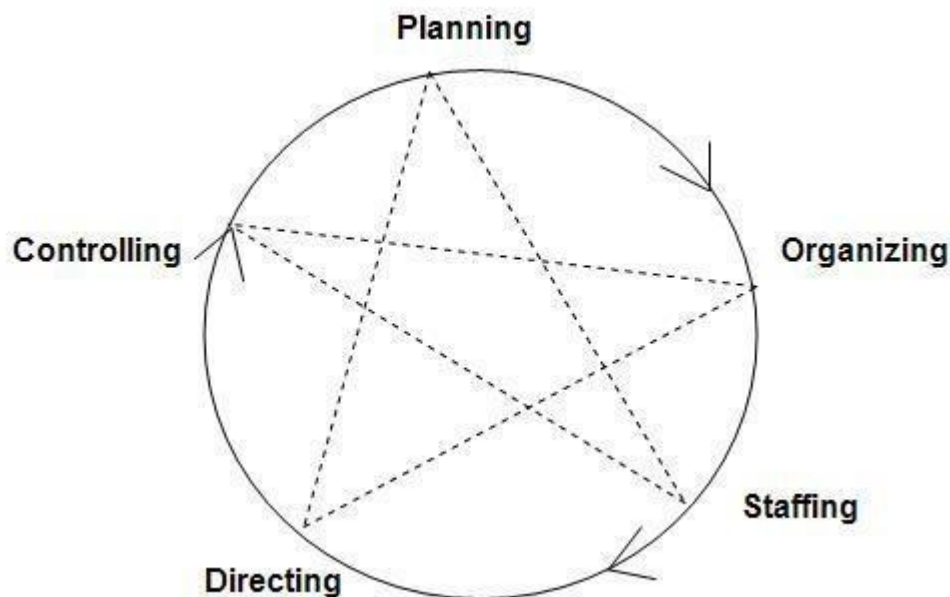 Planning
Organizing
Staffing
Directing
Controlling